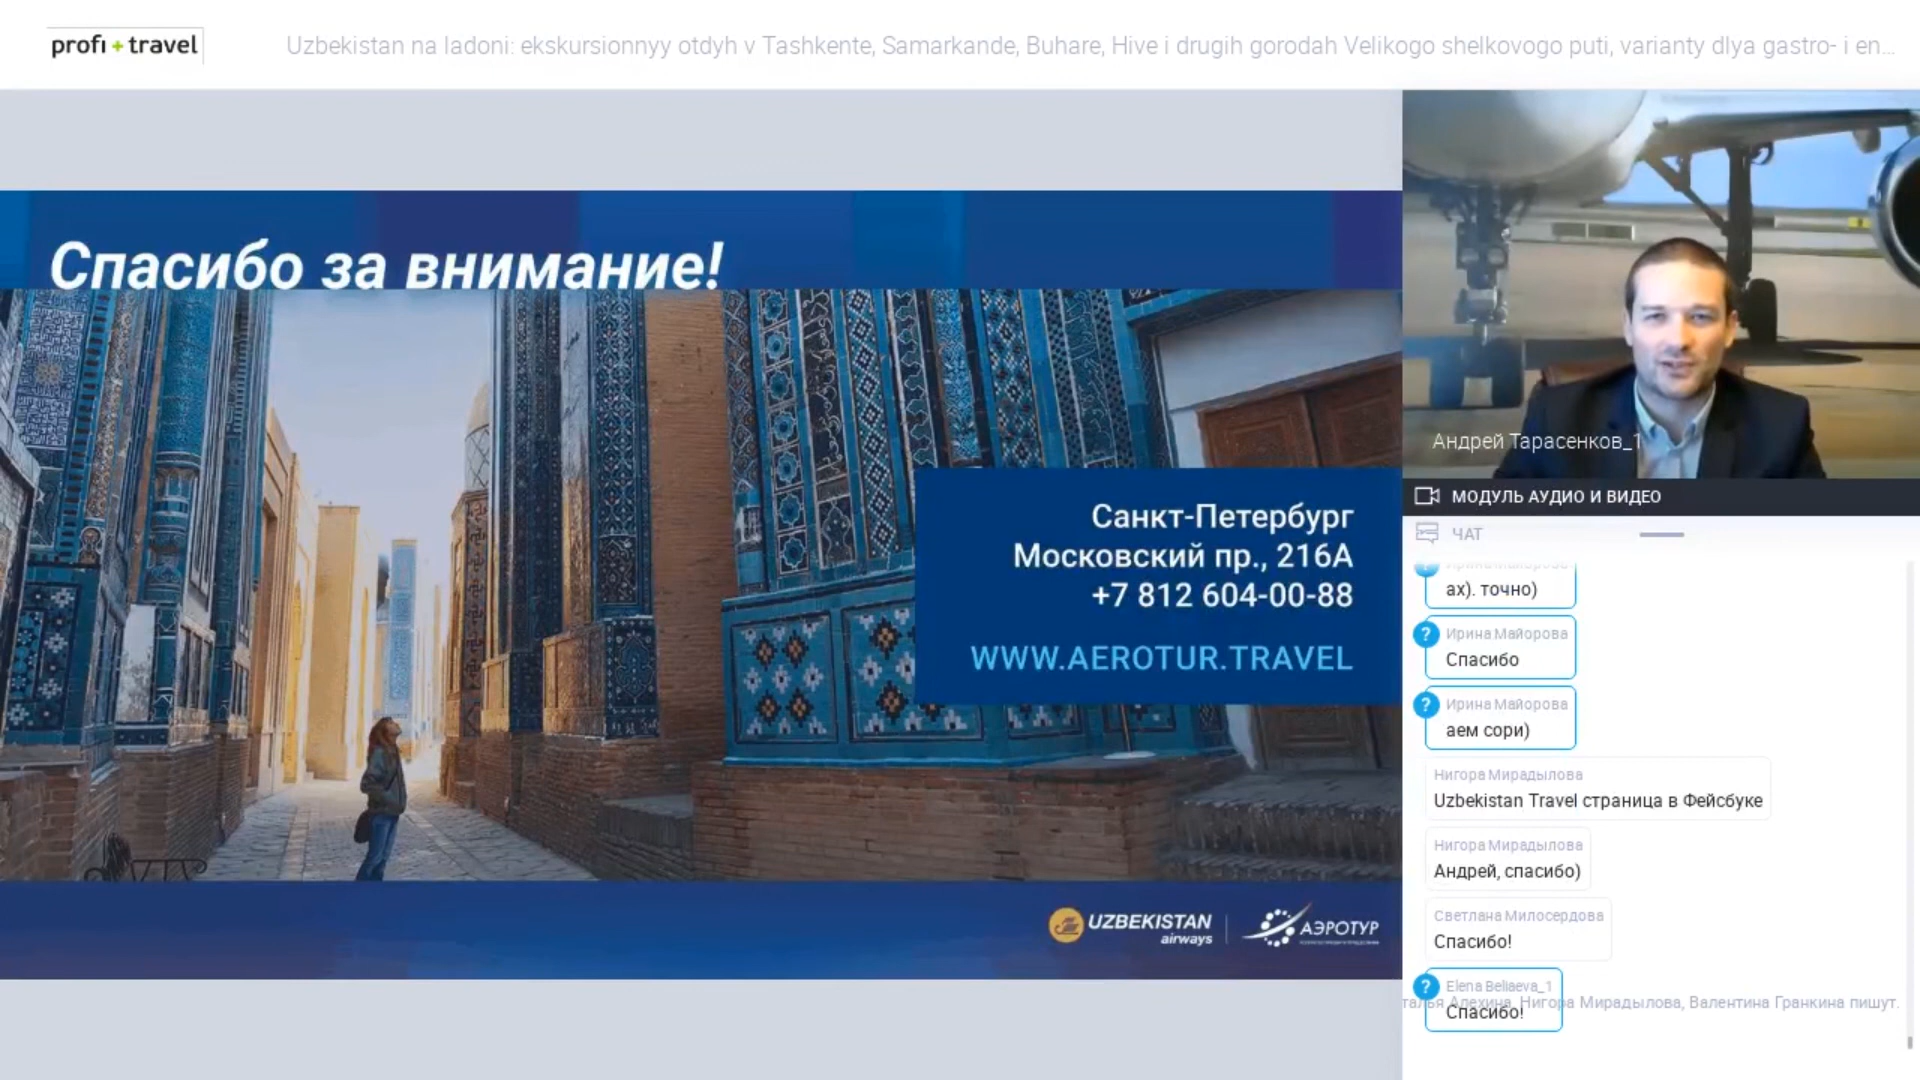 profi + travel
Uzbekistan na ladoni: ekskursionnyy otdyh v Tashkente, Samarkande, Buhare, Hive i drugih gorodah Velikogo shelkovogo puti, varianty dlya gastro- i en...
Спасибо за внимание!
Санкт-Петербург
Московский пр., 216А
+7 812 604-00-88
WWW.AEROTUR.TRAVEL
UZBEKISTAN
airways
АЭРОТУР
Андрей Тарасенков_1
МОДУЛЬ АУДИО И ВИДЕО
ЧАТ
ах). точно)
Ирина Майорова
Спасибо
Ирина Майорова
аем сори)
Нигора Мирадылова
Uzbekistan Travel страница в Фейсбуке
Нигора Мирадылова
Андрей, спасибо)
Светлана Милосердова
Спасибо!
Elena Beliaeva_1
талья Алехина, Нигора Мирадылова, Валентина Гранкина пишут.
Спасибо!